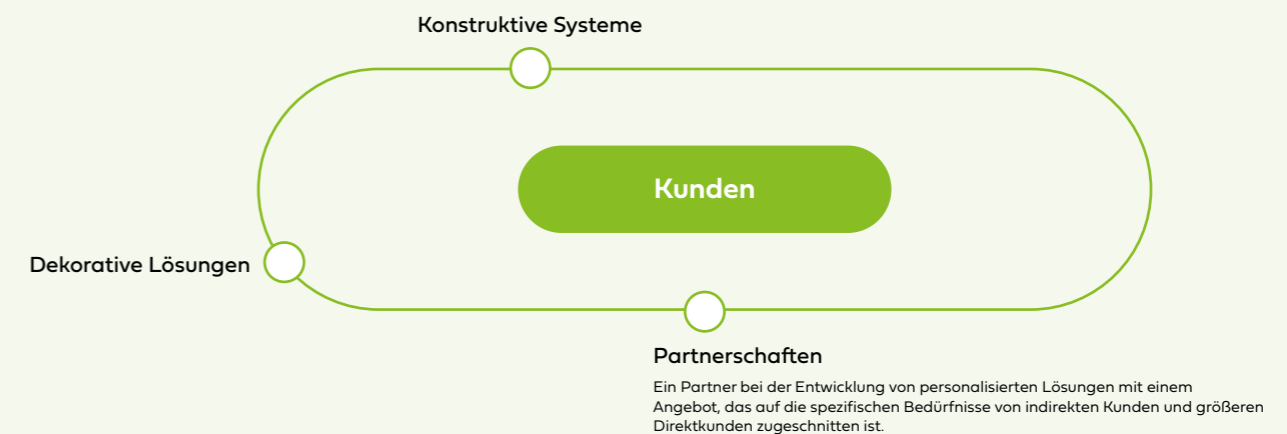 Konstruktive Systeme
Kunden
Dekorative Lösungen
Partnerschaften
Ein Partner bei der Entwicklung von personalisierten Lösungen mit einem
Angebot, das auf die spezifischen Bedürfnisse von indirekten Kunden und größeren
Direktkunden zugeschnitten ist.